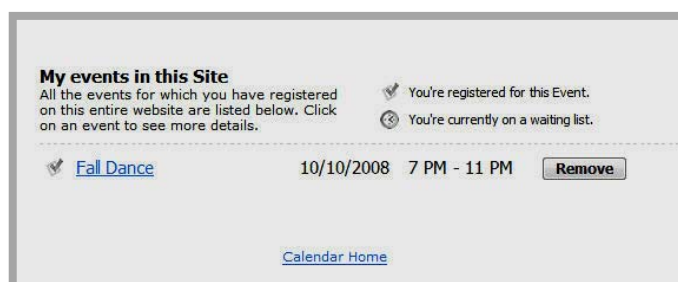 My events in this Site
All the events for which you have registered
on this entire website are listed below. Click
on an event to see more details.
You're registered for this Event.
You're currently on a waiting list.
Fall Dance 10/10/2008 7 PM - 11 PM Remove
Calendar Home